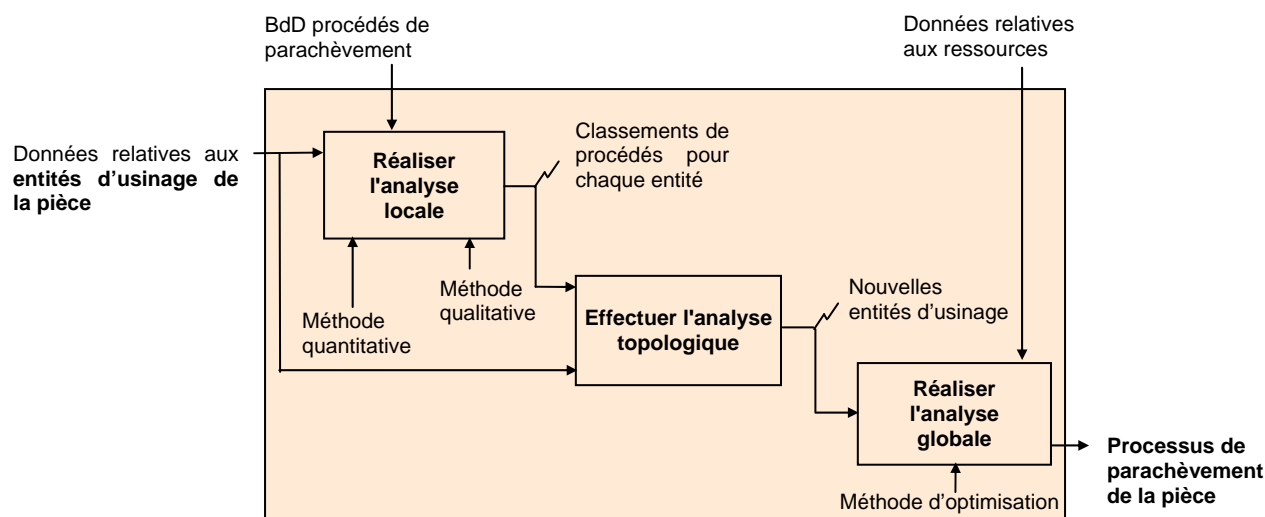 BdD procédés de
parachèvement
Données relatives
aux ressources
Données relatives aux
entités d'usinage de
la pièce
Réaliser
l'analyse
locale
Classements de
procédés pour
chaque entité
Méthode
quantitative
Méthode
qualitative
Effectuer l'analyse
topologique
Nouvelles
entités d'usinage
Réaliser
l'analyse
globale
Méthode d'optimisation
Processus de
parachèvement
de la pièce